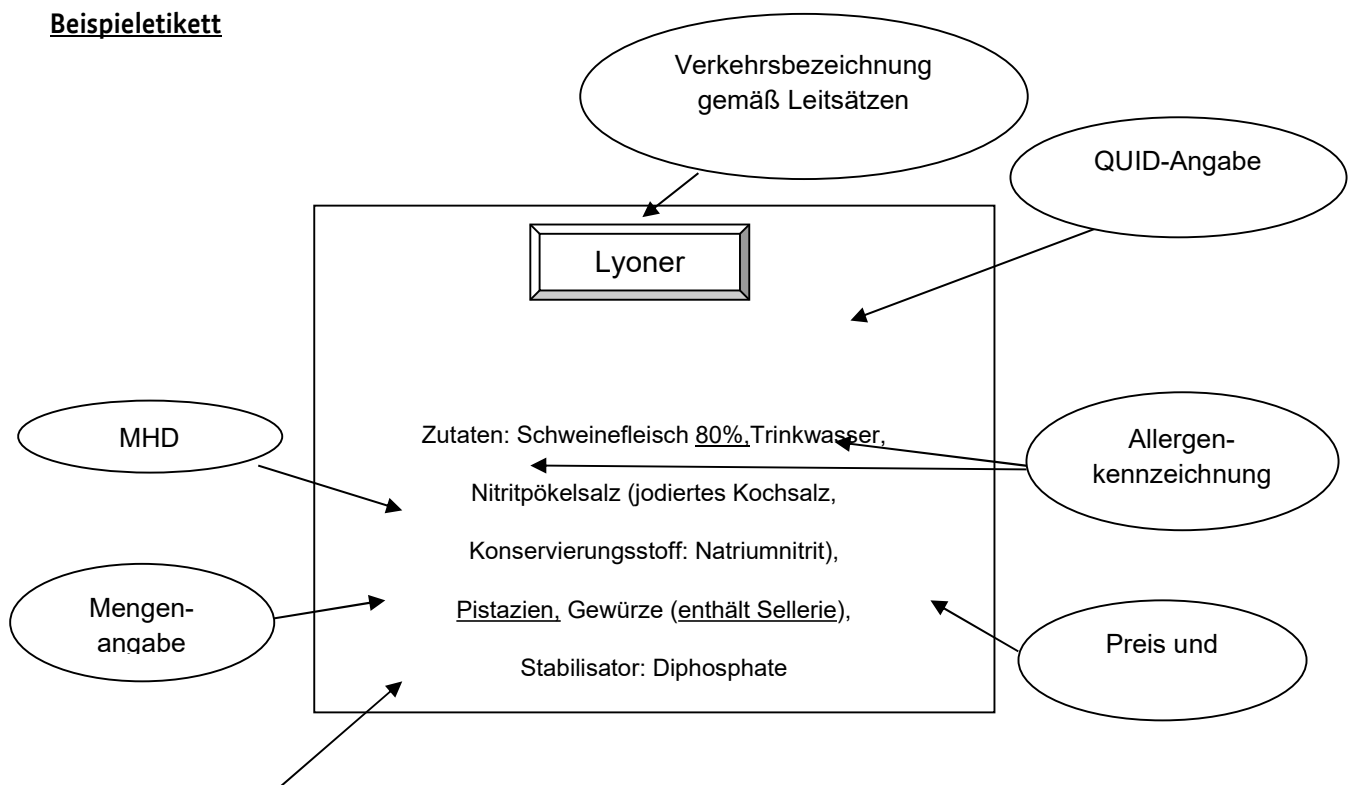 Beispieletikett
Verkehrsbezeichnung
gemäß Leitsätzen
QUID-Angabe
Lyoner
MHD
Zutaten: Schweinefleisch 80%,Trinkwasser,
Nitritpökelsalz (jodiertes Kochsalz,
Konservierungsstoff: Natriumnitrit),
Pistazien, Gewürze (enthält Sellerie),
Stabilisator: Diphosphate
Allergen-
kennzeichnung
Mengen-
angabe
Preis und